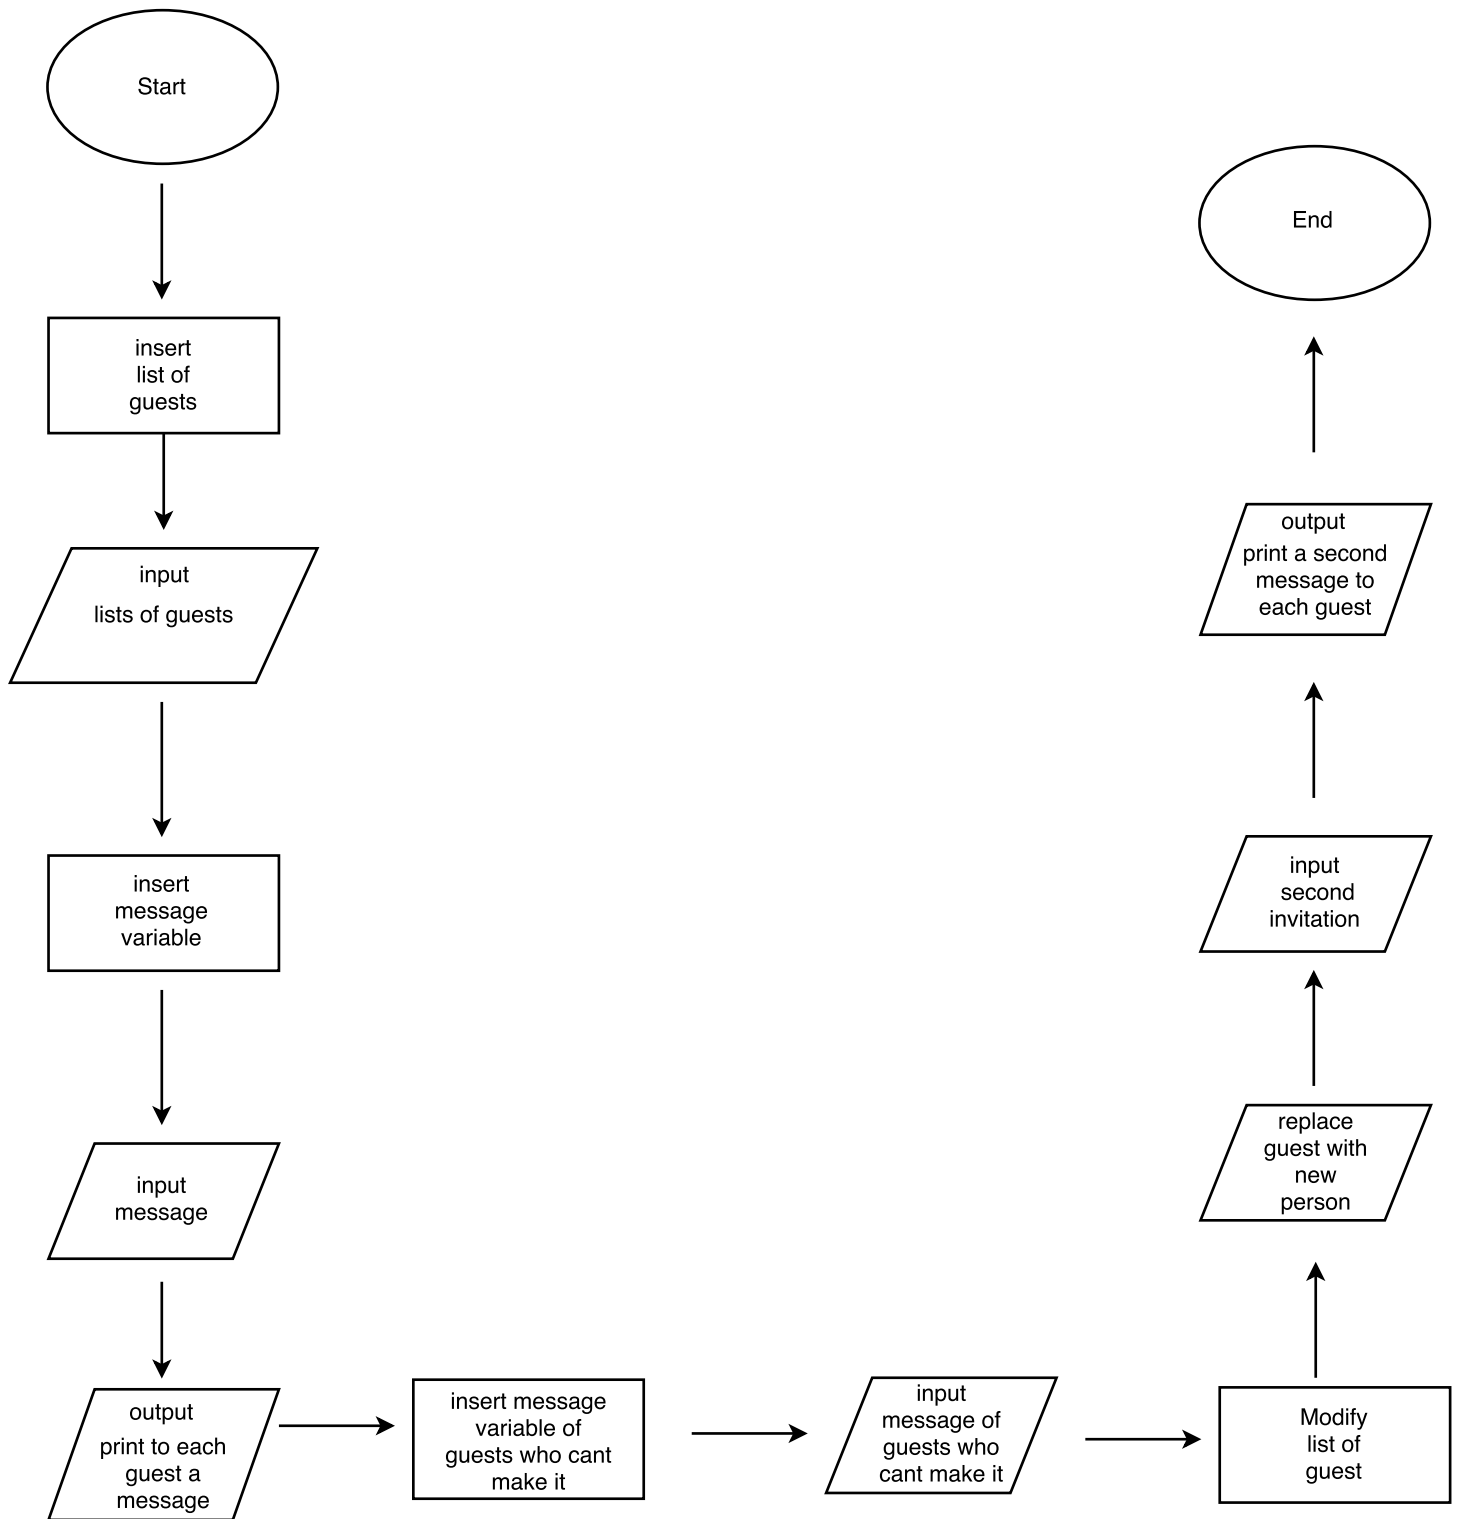 Start
insert
list of
guests
input
lists of guests
insert
message
variable
input
message
output
print to each
guest a
message
insert message
variable of
guests who cant
make it
input
message of
guests who
cant make it
Modify
list of
guest
replace
guest with
new
person
input
second
invitation
output
print a second
message to
each guest
End